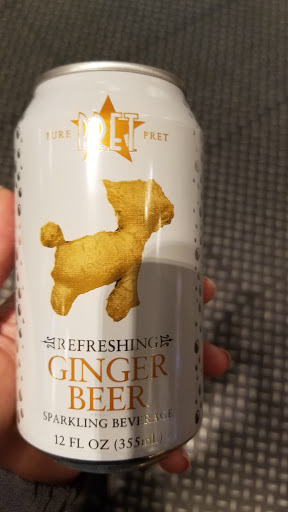 PURE PRET PRET
REFRESHING
GINGER
BEER
SPARKLING BEVERAGE
12 FL OZ (355mL)